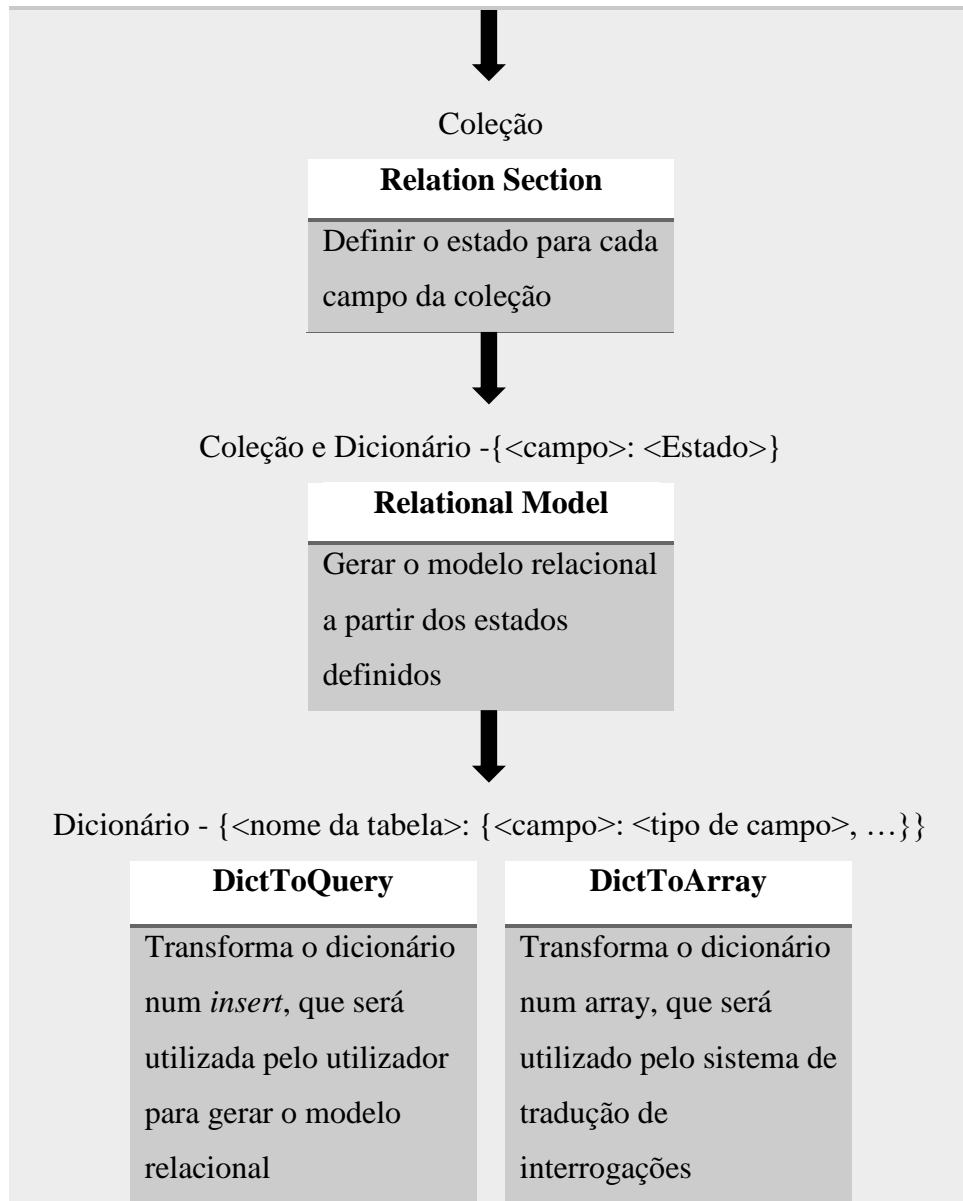 Coleção
Relation Section
Definir o estado para cada
campo da coleção
Coleção e Dicionário -{<campo>: <Estado>}
Relational Model
Gerar o modelo relacional
a partir dos estados
definidos
Dicionário - {<nome da tabela>: {<campo>: <tipo de campo>, …}}
DictToQuery
Transforma o dicionário
num insert, que será
utilizada pelo utilizador
para gerar o modelo
relacional
DictToArray
Transforma o dicionário
num array, que será
utilizado pelo sistema de
tradução de
interrogações